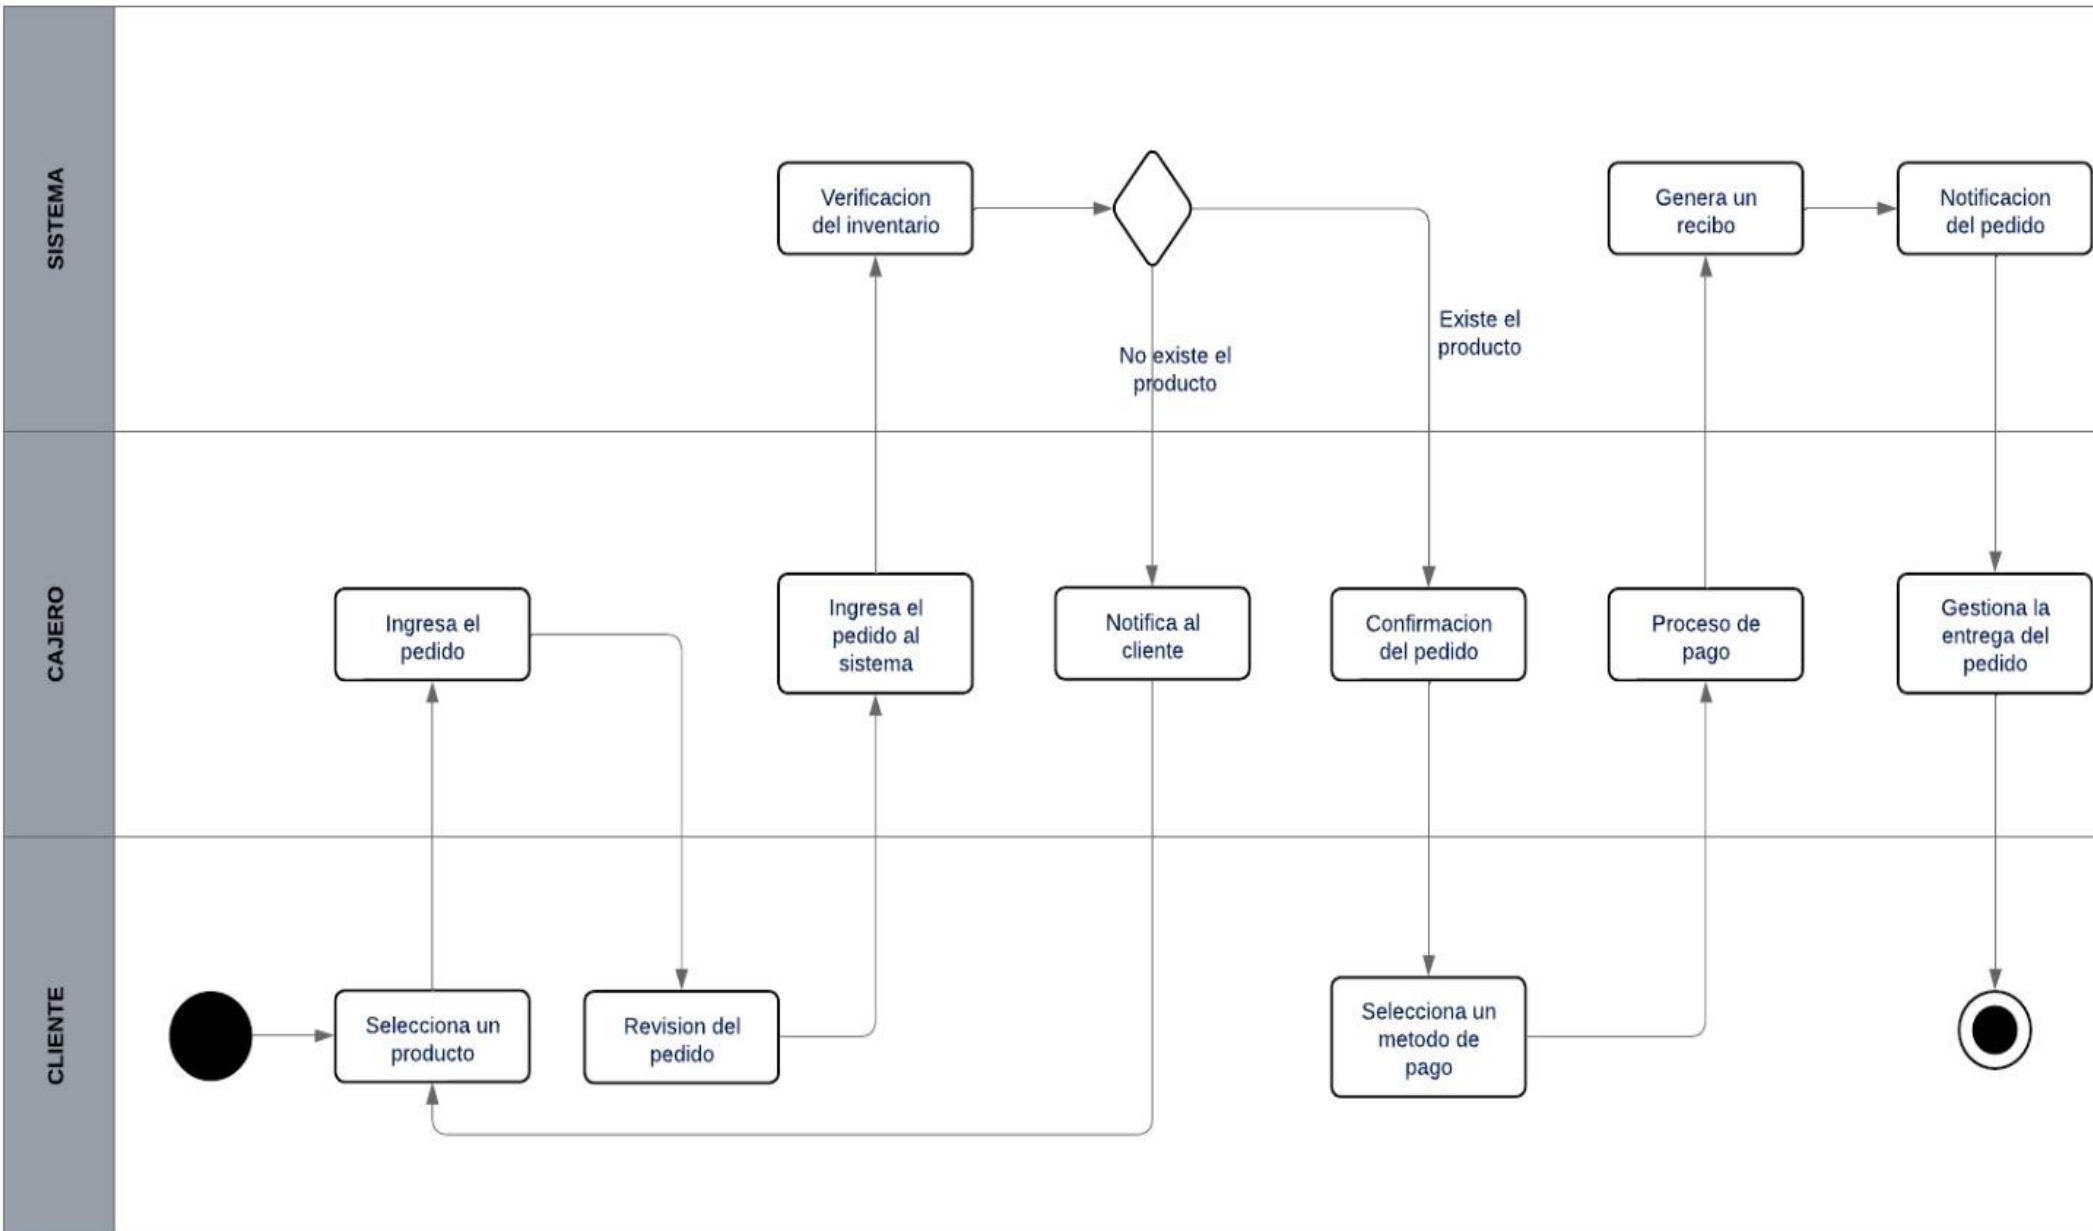 SISTEMA
Verificacion
del inventario
Genera un
recibo
Notificacion
del pedido
No existe el
producto
Existe el
producto
CAJERO
Ingresa el
pedido
Ingresa el
pedido al
sistema
Notifica al
cliente
Confirmacion
del pedido
Proceso de
pago
Gestiona la
entrega del
pedido
CLIENTE
Selecciona un
producto
Revision del
pedido
Selecciona un
metodo de
pago